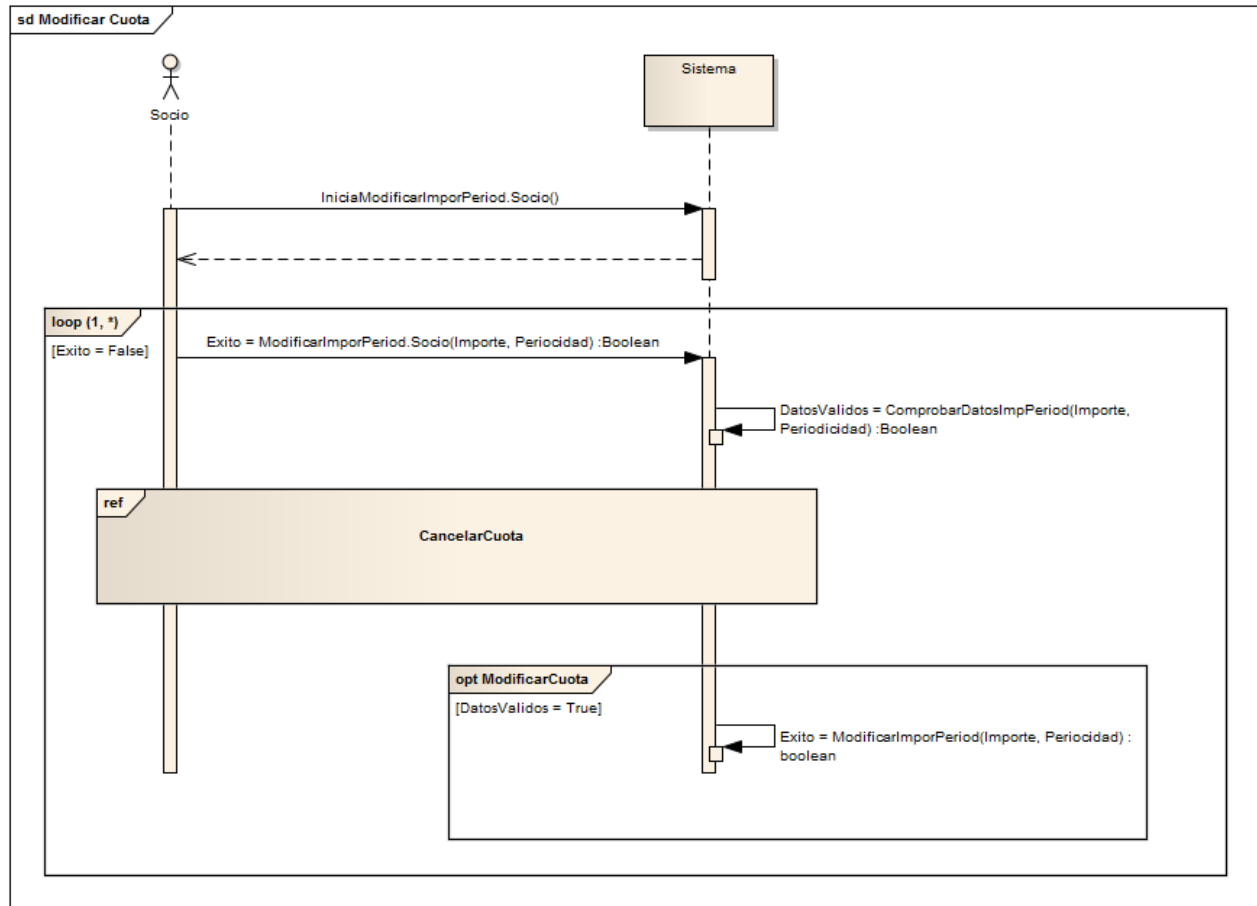 sd Modificar Cuota
Socio
Sistema
IniciaModificarImporPeriod.Socio()
loop (1, *)
[Exito = False]
Exito = ModificarImporPeriod.Socio(Importe, Periocidad) :Boolean
DatosValidos = ComprobarDatosImpPeriod(Importe,
Periodicidad) :Boolean
ref
CancelarCuota
opt ModificarCuota
[DatosValidos = True]
Exito = ModificarImporPeriod(Importe, Periocidad) :
boolean